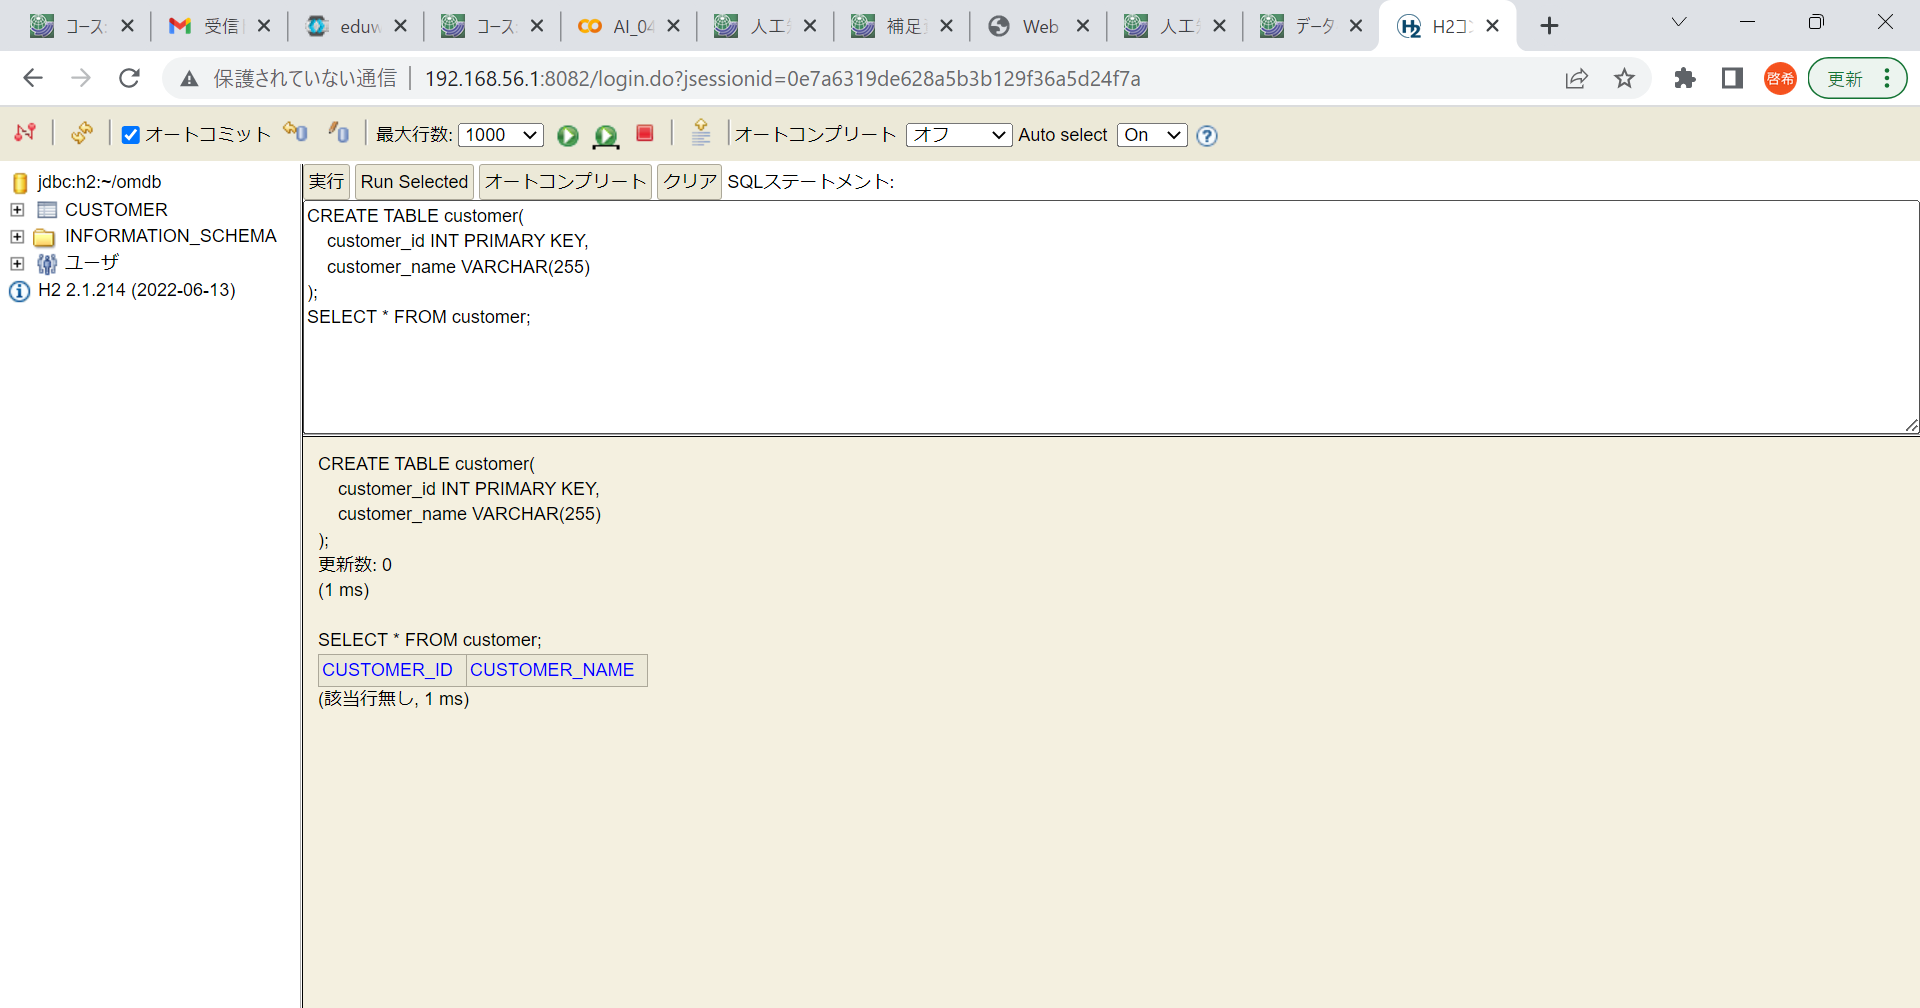 コース 受信 eduw コース AI_04 人工 補足 Web 人工 データ H2コ
保護されていない通信 192.168.56.1:8082/login.do?jsessionid=0e7a6319de628a5b3b129f36a5d24f7a 啓希 更新
オートコミット 最大行数: 1000 オートコンプリート オフ Auto select On
jdbc:h2:~/omdb
CUSTOMER
INFORMATION_SCHEMA
ユーザ
H2 2.1.214 (2022-06-13)
実行 Run Selected オートコンプリート クリア SQLステートメント:
CREATE TABLE customer(
customer_id INT PRIMARY KEY,
customer_name VARCHAR(255)
);
SELECT * FROM customer;
CREATE TABLE customer(
customer_id INT PRIMARY KEY,
customer_name VARCHAR(255)
);
更新数: 0
(1 ms)
SELECT * FROM customer;
CUSTOMER_ID CUSTOMER_NAME
(該当行無し, 1 ms)